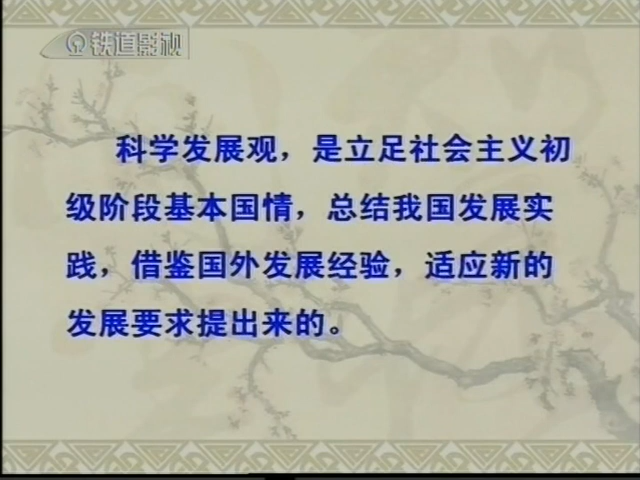 铁道影视
科学发展观，是立足社会主义初
级阶段基本国情，总结我国发展实
践，借鉴国外发展经验，适应新的
发展要求提出来的。